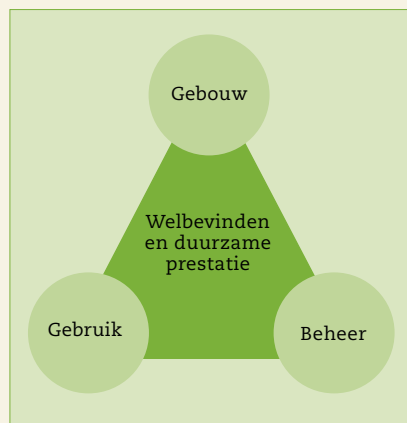 Gebouw
Welbevinden
en duurzame
prestatie
Gebruik
Beheer